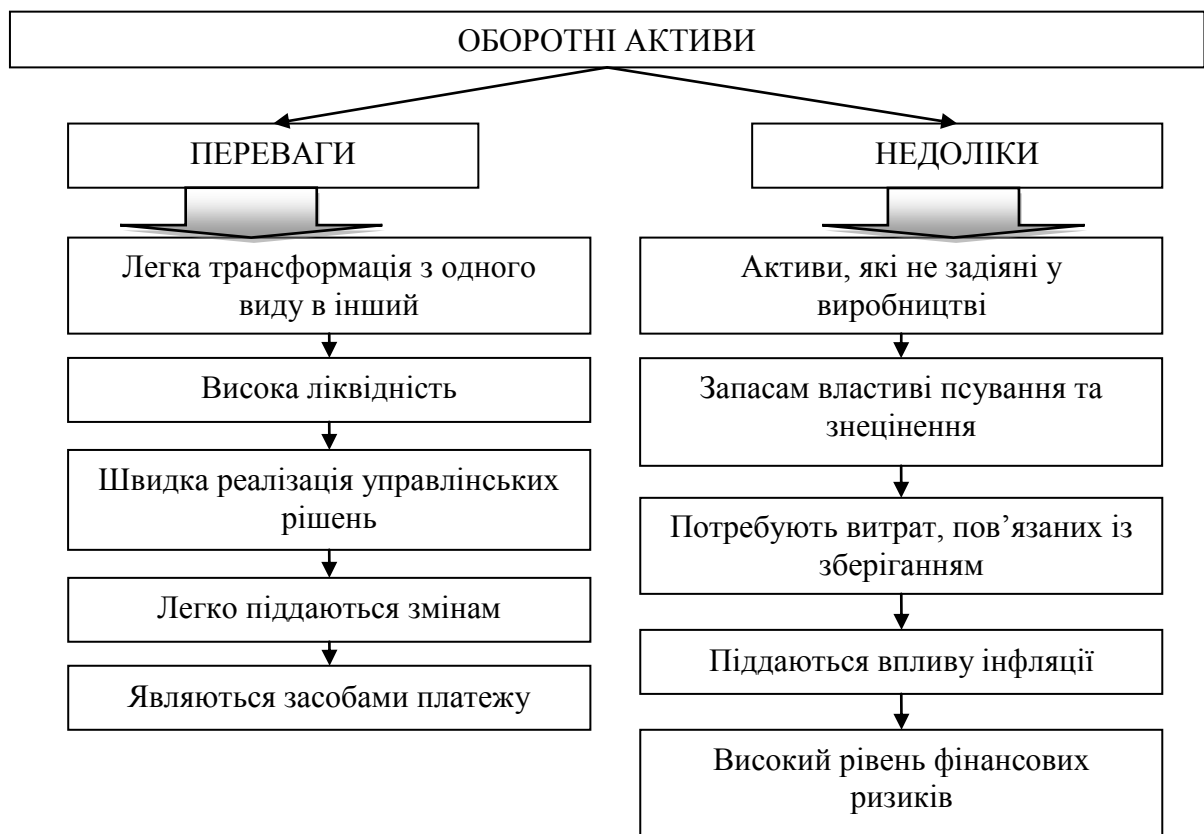 ОБОРОТНІ АКТИВИ
ПЕРЕВАГИ
Легка трансформація з одного
виду в інший
Висока ліквідність
Швидка реалізація управлінських
рішень
Легко піддаються змінам
Являються засобами платежу
НЕДОЛІКИ
Активи, які не задіяні у
виробництві
Запасам властиві псування та
знецінення
Потребують витрат, пов’язаних із
зберіганням
Піддаються впливу інфляції
Високий рівень фінансових
ризиків